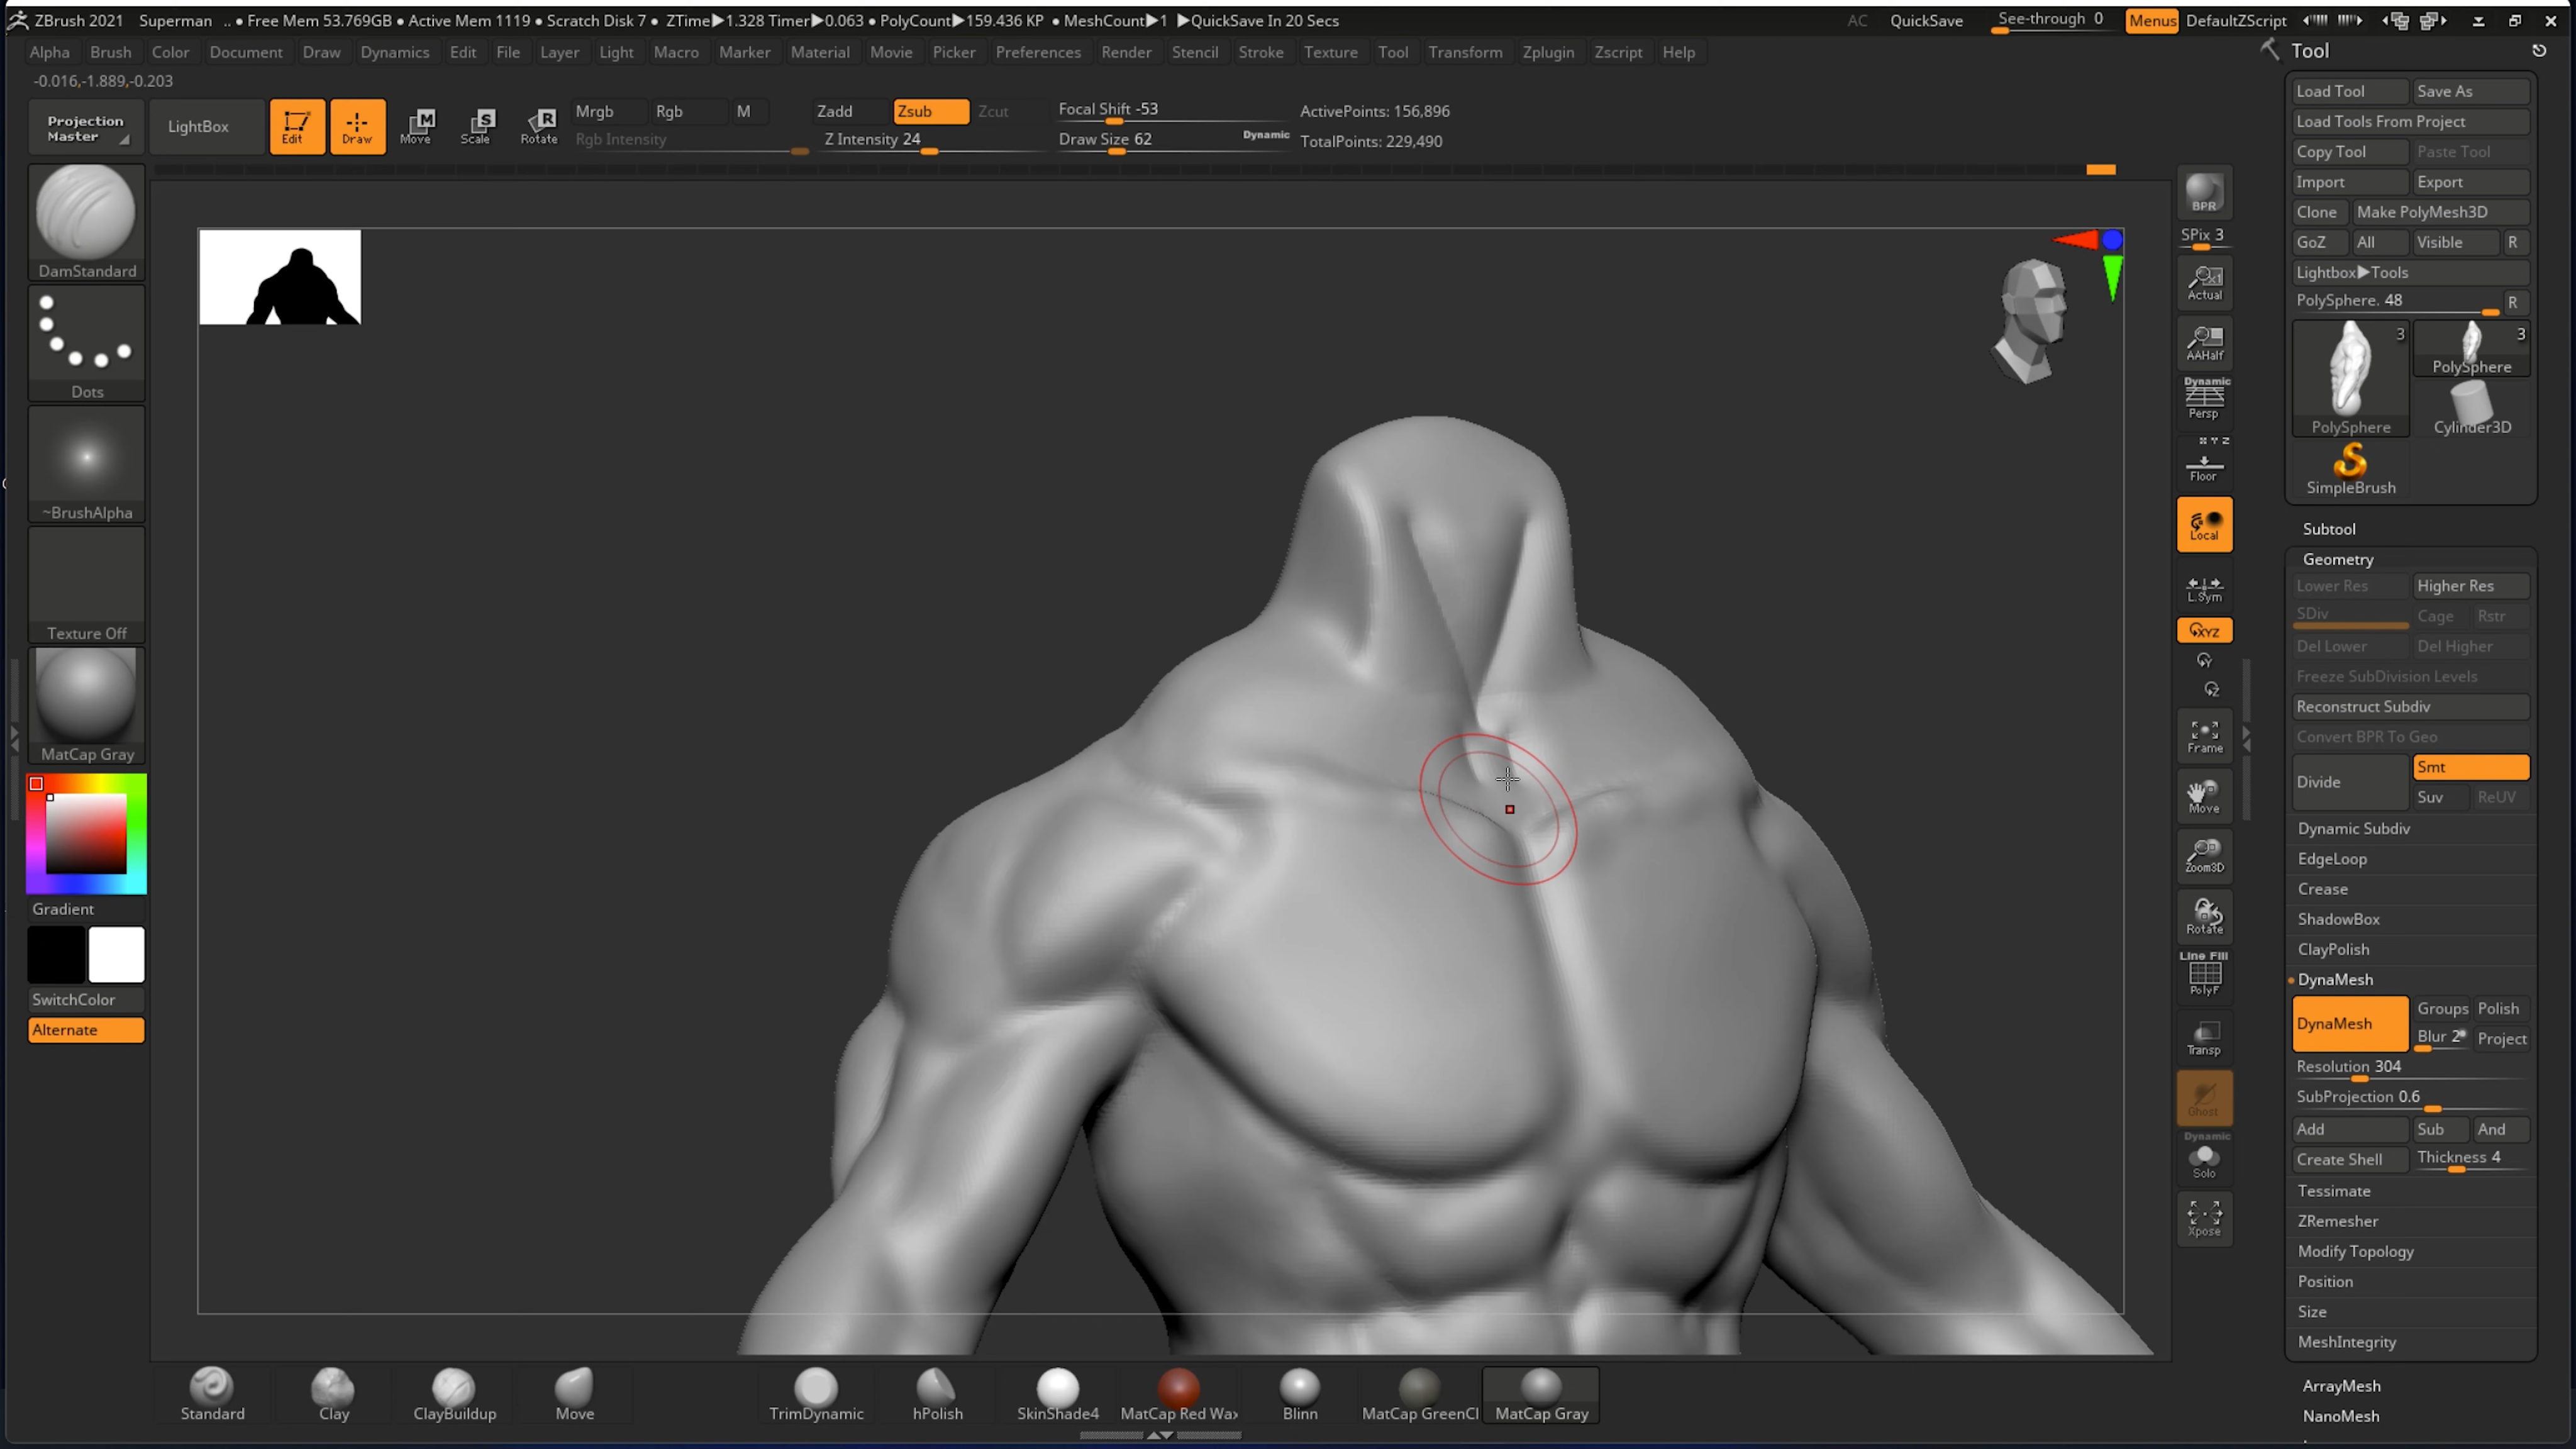 ZBrush 2021 Superman .. • Free Mem 53.769GB • Active Mem 1119 • Scratch Disk 7 • ZTime▶1.328 Timer▶0.063 • PolyCount▶159.436 KP • MeshCount▶1 ▶QuickSave In 20 Secs AC QuickSave See-through 0 Menus DefaultZScript
Alpha Brush Color Document Draw Dynamics Edit File Layer Light Macro Marker Material Movie Picker Preferences Render Stencil Stroke Texture Tool Transform Zplugin Zscript Help
-0.016,-1.889,-0.203
Projection Master
LightBox
Edit
Draw
M
Move
S
Scale
R
Rotate
Mrgb Rgb M
Rgb Intensity
Zadd Zsub Zcut
Z Intensity 24
Focal Shift -53
Draw Size 62
Dynamic
ActivePoints: 156,896
TotalPoints: 229,490
DamStandard
Dots
~BrushAlpha
Texture Off
MatCap Gray
Gradient
SwitchColor
Alternate
BPR
SPix 3
x1
Actual
AAHalf
Dynamic
Persp
X Y Z
Floor
Local
L.Sym
XYZ
Y
Z
Frame
Move
Zoom3D
Rotate
Line Fill
PolyF
Transp
Ghost
Dynamic
Solo
Xpose
Tool
Load Tool Save As
Load Tools From Project
Copy Tool Paste Tool
Import Export
Clone Make PolyMesh3D
GoZ All Visible R
Lightbox▶Tools
PolySphere. 48 R
3
PolySphere
3
PolySphere
Cylinder3D
SimpleBrush
Subtool
Geometry
Lower Res Higher Res
SDiv Cage Rstr
Del Lower Del Higher
Freeze SubDivision Levels
Reconstruct Subdiv
Convert BPR To Geo
Divide Smt
Suv ReUV
Dynamic Subdiv
EdgeLoop
Crease
ShadowBox
ClayPolish
DynaMesh
DynaMesh Groups Polish
Blur 2 Project
Resolution 304
SubProjection 0.6
Add Sub And
Create Shell Thickness 4
Tessimate
ZRemesher
Modify Topology
Position
Size
MeshIntegrity
ArrayMesh
NanoMesh
Standard Clay ClayBuildup Move TrimDynamic hPolish SkinShade4 MatCap Red Wax Blinn MatCap GreenCl MatCap Gray